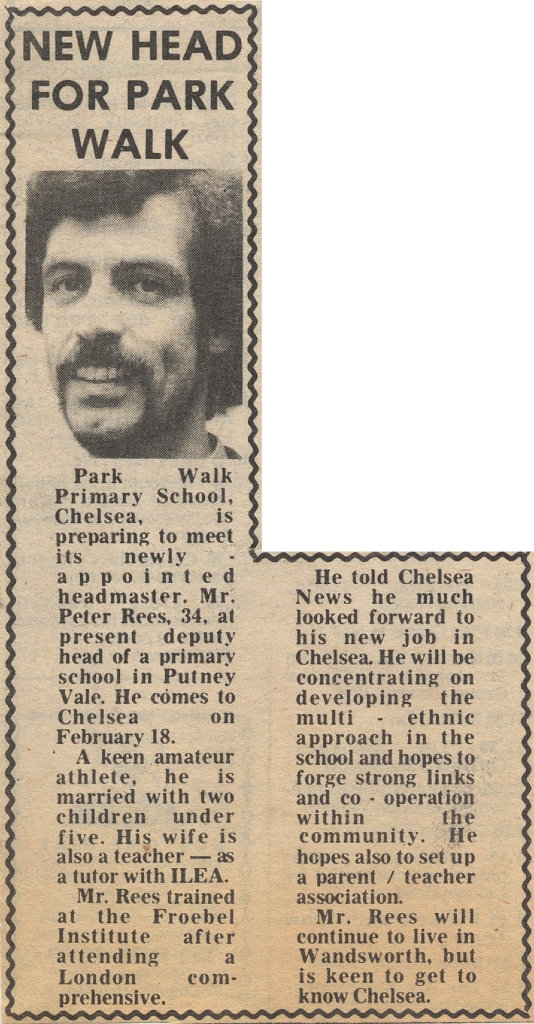 NEW HEAD
FOR PARK
WALK
Park Walk
Primary School,
Chelsea, is
preparing to meet
its newly -
appointed
headmaster. Mr.
Peter Rees, 34, at
present deputy
head of a primary
school in Putney
Vale. He comes to
Chelsea on
February 18.
A keen amateur
athlete, he is
married with two
children under
five. His wife is
also a teacher — as
a tutor with ILEA.
Mr. Rees trained
at the Froebel
Institute after
attending a
London com-
prehensive.
He told Chelsea
News he much
looked forward to
his new job in
Chelsea. He will be
concentrating on
developing the
multi - ethnic
approach in the
school and hopes to
forge strong links
and co - operation
within the
community. He
hopes also to set up
a parent / teacher
association.
Mr. Rees will
continue to live in
Wandsworth, but
is keen to get to
know Chelsea.